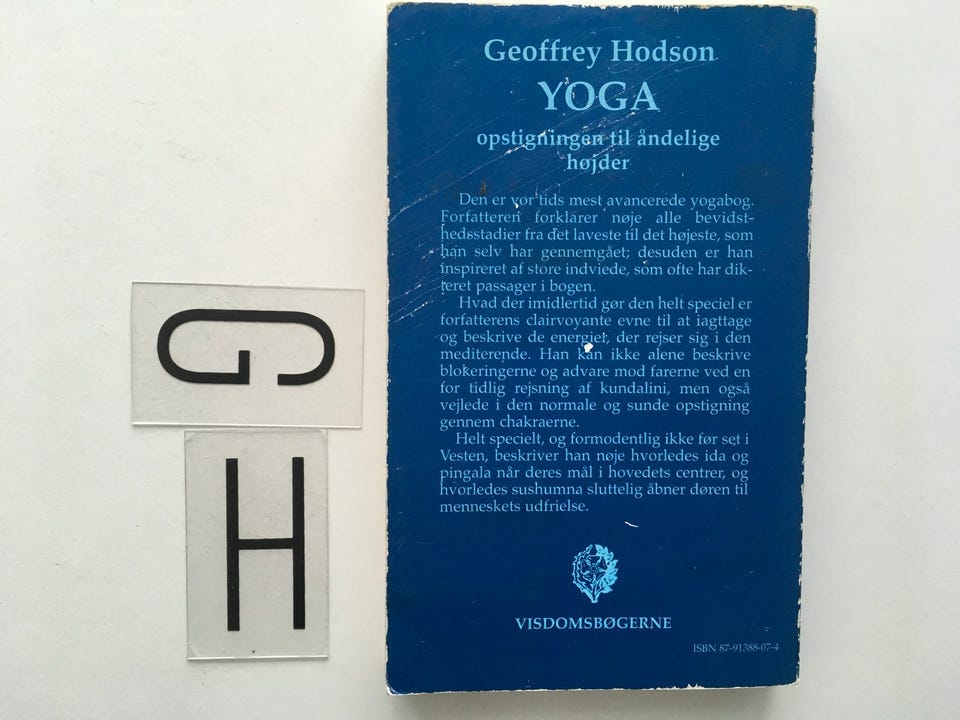 Geoffrey Hodson
YOGA
opstigningen til åndelige
højder
Den er vor tids mest avancerede yogabog.
Forfatteren forklarer nøje alle bevidst-
hedsstadier fra det laveste til det højeste, som
han selv har gennemgået; desuden er han
inspireret af store indviede, som ofte har dik-
teret passager i bogen.
Hvad der imidlertid gør den helt speciel er
forfatterens clairvoyante evne til at iagttage
og beskrive de energiet, der rejser sig i den
mediterende. Han kan ikke alene beskrive
blokeringerne og advare mod farerne ved en
for tidlig rejsning af kundalini, men også
vejlede i den normale og sunde opstigning
gennem chakraerne.
Helt specielt, og formodentlig ikke før set i
Vesten, beskriver han nøje hvorledes ida og
pingala når deres mål i hovedets centrer, og
hvorledes sushumna sluttelig åbner døren til
menneskets udfrielse.
VISDOMSBØGERNE
ISBN 87-91388-07-4
G
H